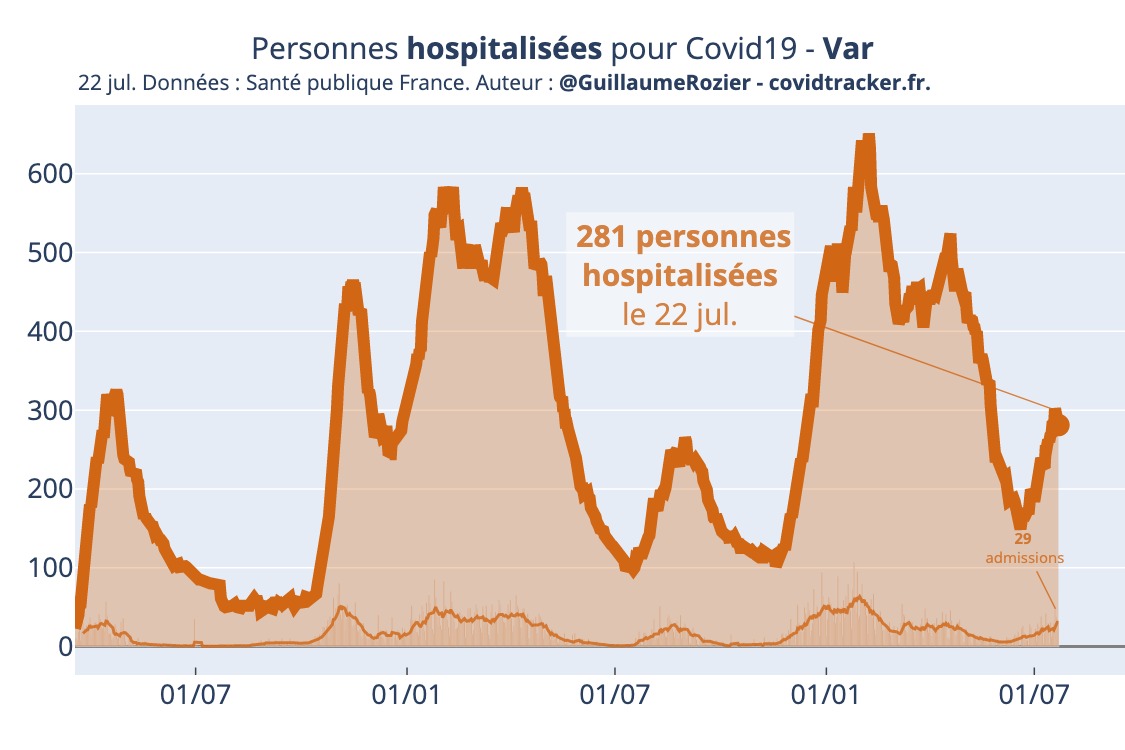 Personnes hospitalisées pour Covid19 - Var
22 jul. Données : Santé publique France. Auteur : @GuillaumeRozier - covidtracker.fr.
600
500
400
300
200
100
0
281 personnes
hospitalisées
le 22 jul.
29
admissions
01/07
01/01
01/07
01/01
01/07